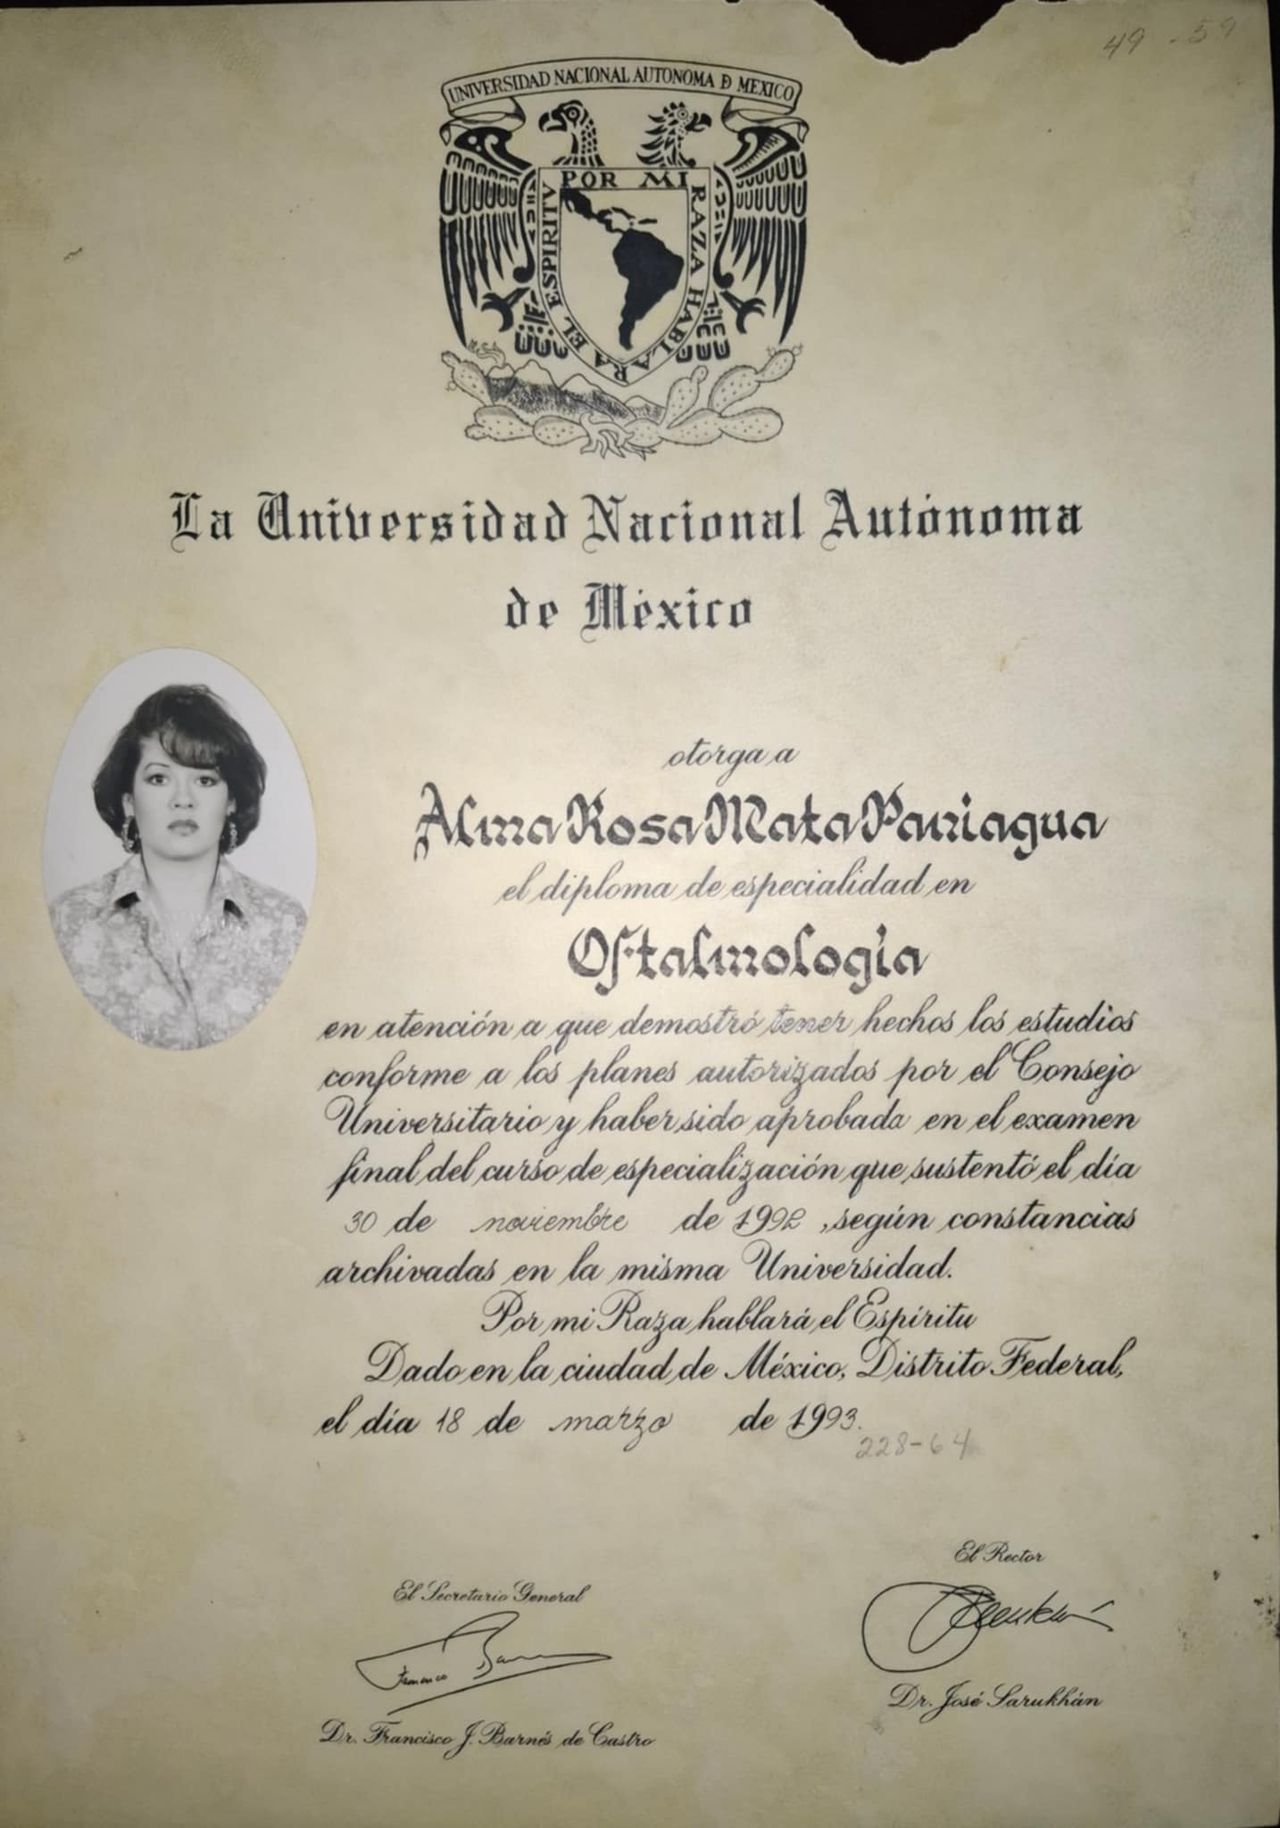 49 - 59
UNIVERSIDAD NACIONAL AUTONOMA D MEXICO
POR MI RAZA HABLARA EL ESPIRITV
La Universidad Nacional Autónoma
de México
otorga a
Alma Rosa Mata Paniagua
el diploma de especialidad en
Oftalmología
en atención a que demostró tener hechos los estudios
conforme a los planes autorizados por el Consejo
Universitario y haber sido aprobada en el examen
final del curso de especialización que sustentó el día
30 de noviembre de 1992, según constancias
archivadas en la misma Universidad.
Por mi Raza hablará el Espíritu
Dado en la ciudad de México, Distrito Federal,
el día 18 de marzo de 1993.
228-64
El Rector
El Secretario General
Dr. José Sarukhán
Dr. Francisco J. Barnés de Castro